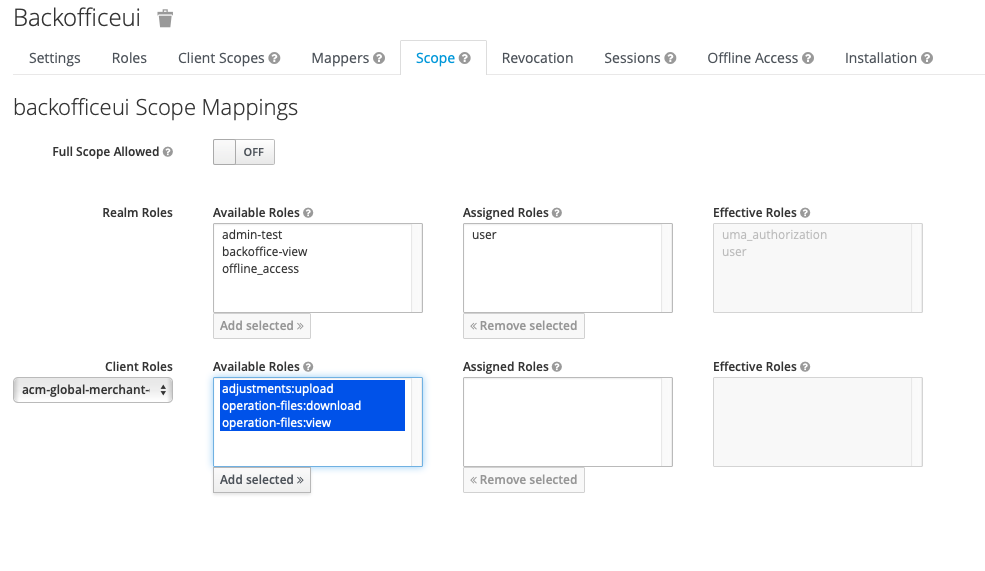 Backofficeui
Settings Roles Client Scopes Mappers Scope Revocation Sessions Offline Access Installation
backofficeui Scope Mappings
Full Scope Allowed OFF
Realm Roles Available Roles Assigned Roles Effective Roles
admin-test user uma_authorization
backoffice-view user
offline_access
Add selected » « Remove selected
Client Roles Available Roles Assigned Roles Effective Roles
acm-global-merchant- adjustments:upload
operation-files:download
operation-files:view
Add selected » « Remove selected